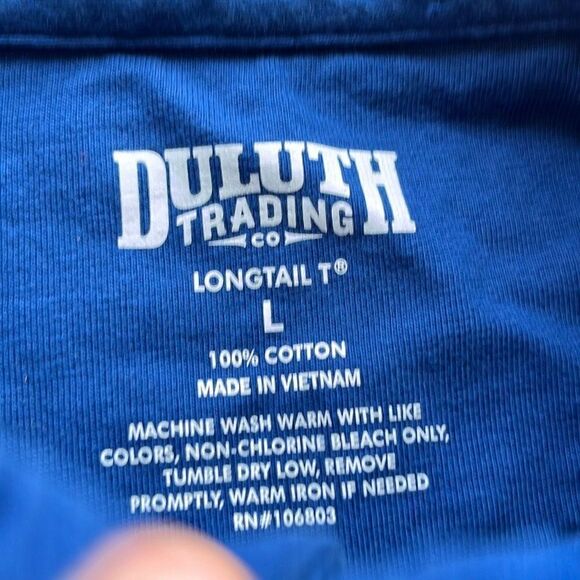 DULUTH
TRADING
CO
LONGTAIL T®
L
100% COTTON
MADE IN VIETNAM
MACHINE WASH WARM WITH LIKE
COLORS, NON-CHLORINE BLEACH ONLY,
TUMBLE DRY LOW, REMOVE
PROMPTLY, WARM IRON IF NEEDED
RN#106803